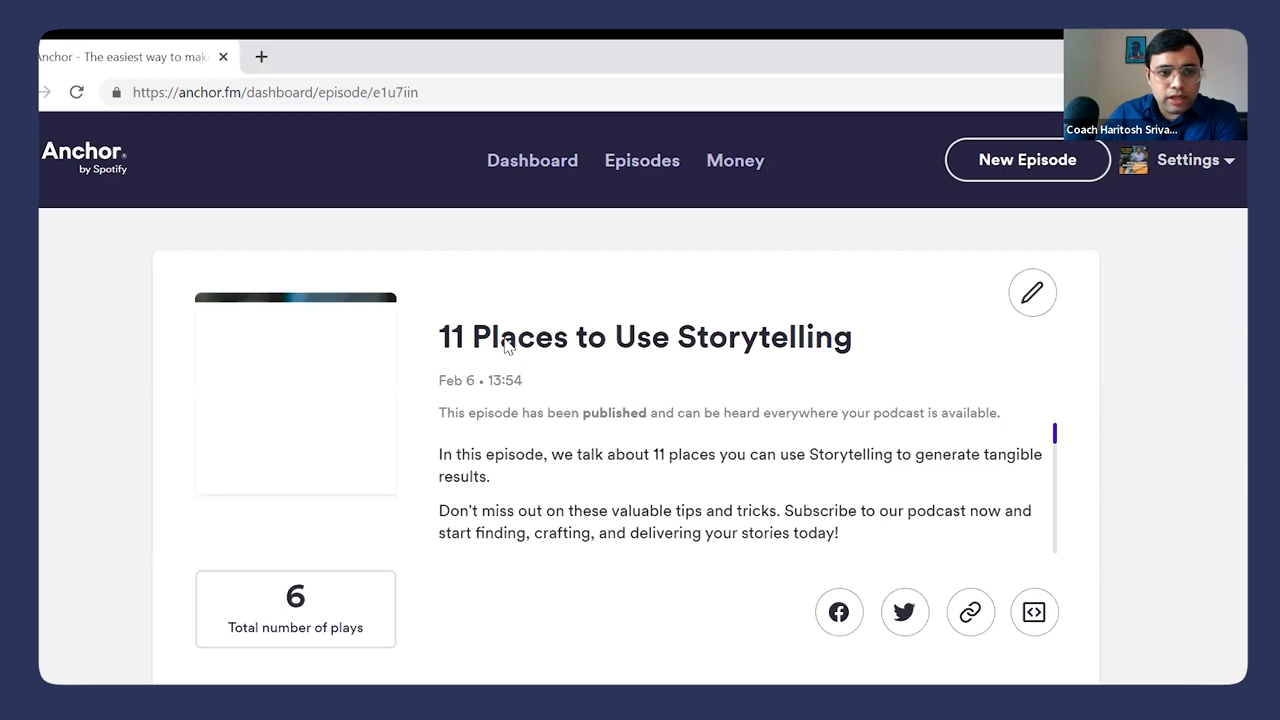 Anchor - The easiest way to mak
https://anchor.fm/dashboard/episode/e1u7iin
Coach Haritosh Sriva...
Anchor
by Spotify
Dashboard
Episodes
Money
New Episode
Settings
11 Places to Use Storytelling
Feb 6 • 13:54
This episode has been published and can be heard everywhere your podcast is available.
In this episode, we talk about 11 places you can use Storytelling to generate tangible
results.
Don't miss out on these valuable tips and tricks. Subscribe to our podcast now and
start finding, crafting, and delivering your stories today!
6
Total number of plays